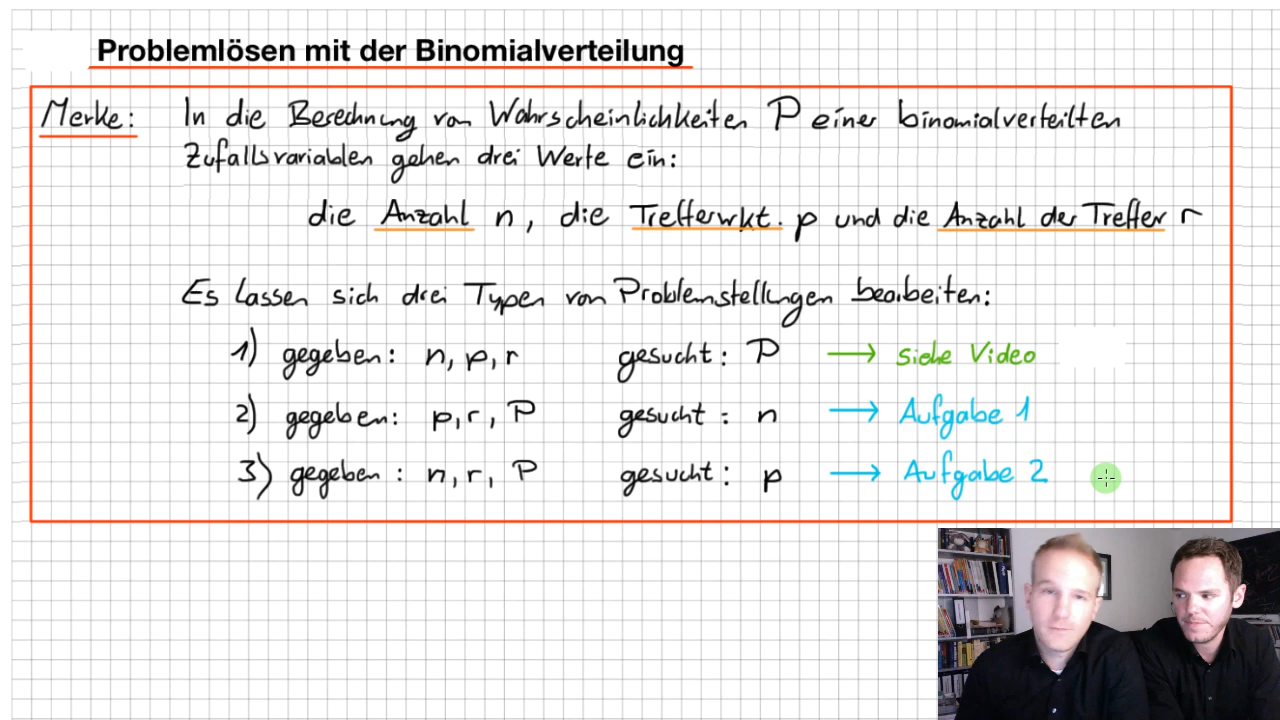 Problemlösen mit der Binomialverteilung
Merke: In die Berechnung von Wahrscheinlichkeiten P einer binomialverteilten
Zufallsvariablen gehen drei Werte ein:
die Anzahl n, die Trefferwkt. p und die Anzahl der Treffer r
Es lassen sich drei Typen von Problemstellungen bearbeiten:
1) gegeben: n, p, r gesucht: P → siehe Video
2) gegeben: p, r, P gesucht: n → Aufgabe 1
3) gegeben: n, r, P gesucht: p → Aufgabe 2